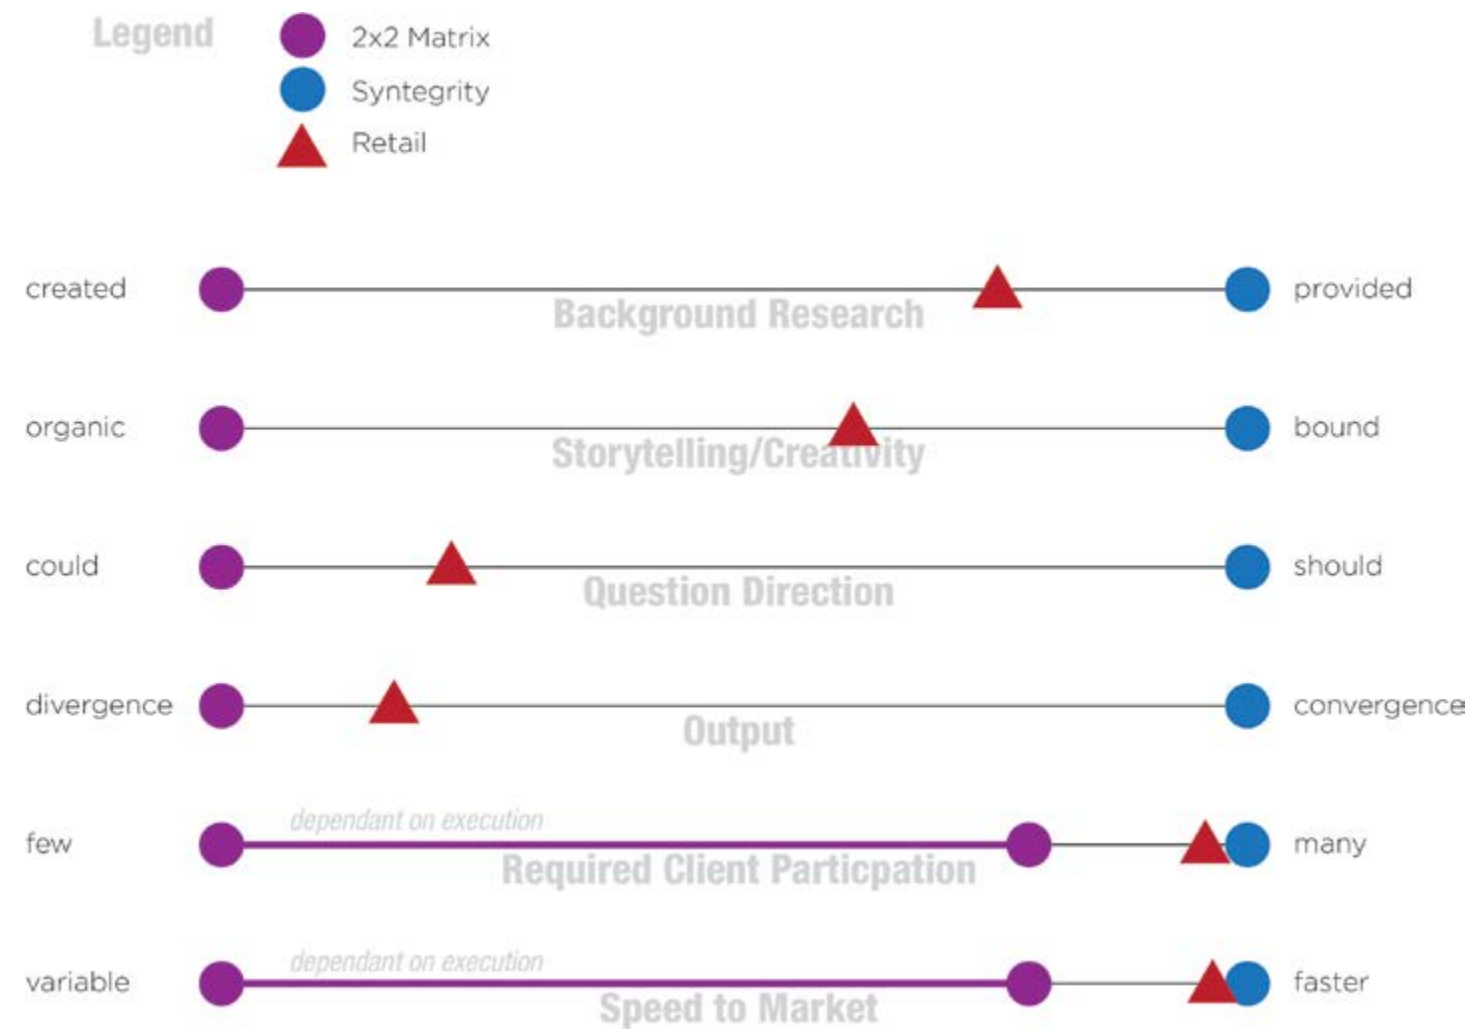 Legend
2x2 Matrix
Syntegrity
Retail
created
provided
Background Research
organic
bound
Storytelling/Creativity
could
should
Question Direction
divergence
convergence
Output
dependant on execution
few
many
Required Client Particpation
dependant on execution
variable
faster
Speed to Market